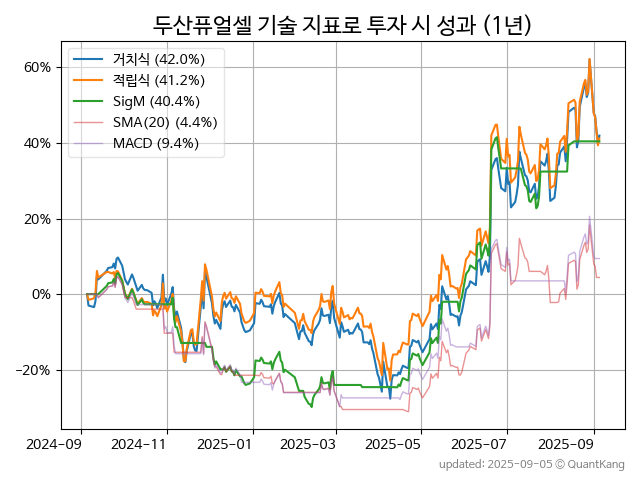 두산퓨얼셀 기술 지표로 투자 시 성과 (1년)
거치식 (42.0%)
적립식 (41.2%)
SigM (40.4%)
SMA(20) (4.4%)
MACD (9.4%)
60%
40%
20%
0%
−20%
2024-09
2024-11
2025-01
2025-03
2025-05
2025-07
2025-09
updated: 2025-09-05 © QuantKang